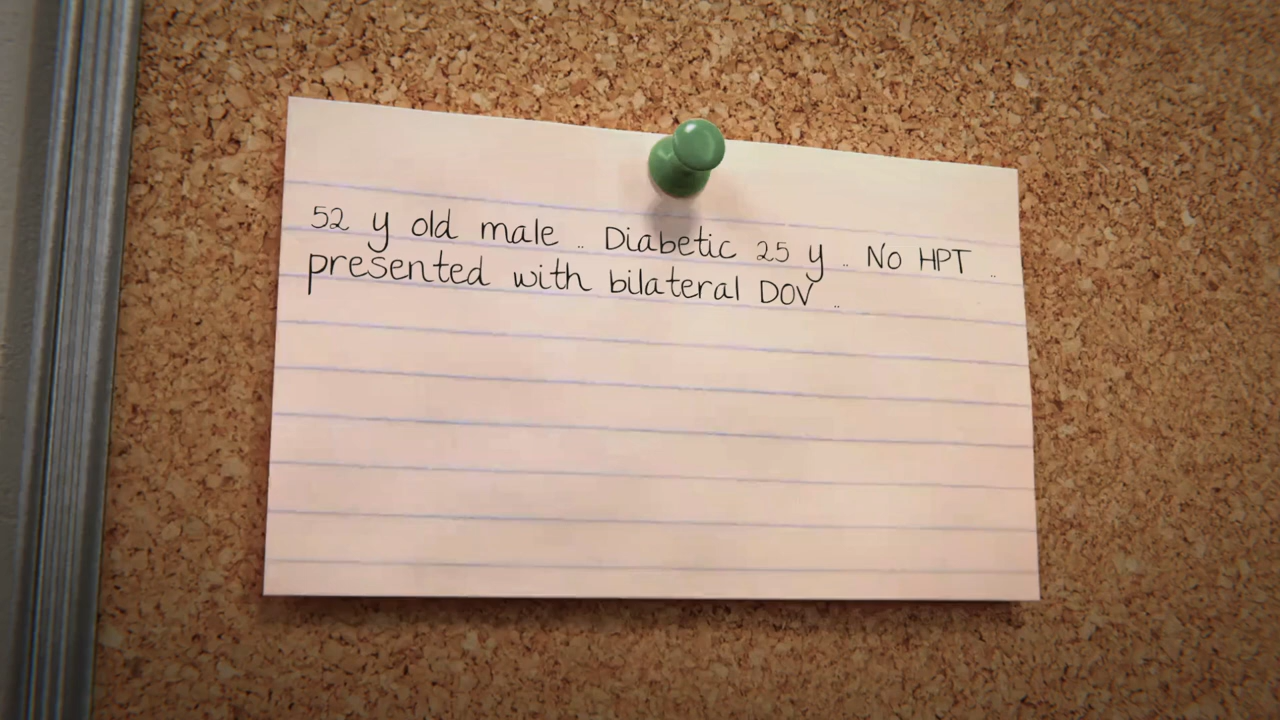 52 y old male .. Diabetic 25 y .. No HPT ..
presented with bilateral DOV ..